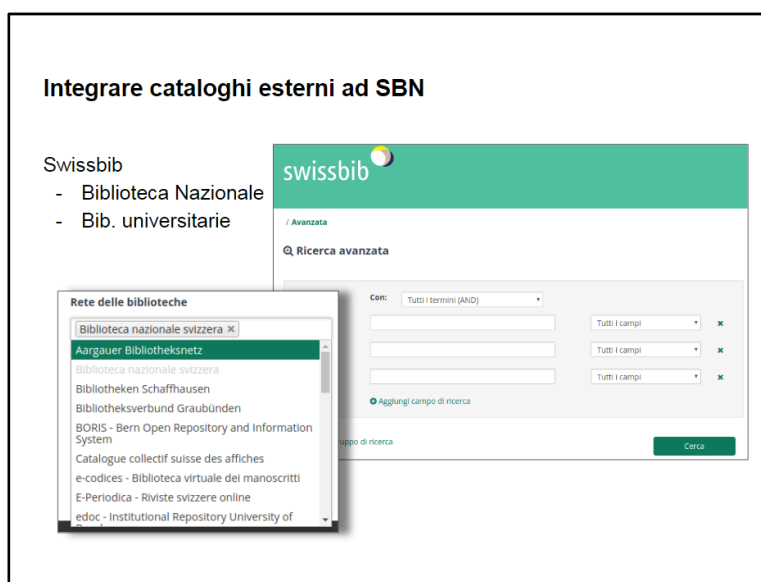 Integrare cataloghi esterni ad SBN
Swissbib
- Biblioteca Nazionale
- Bib. universitarie
swissbib
/ Avanzata
Ricerca avanzata
Con: Tutti i termini (AND)
Tutti i campi
Tutti i campi
Tutti i campi
Aggiungi campo di ricerca
di ricerca
Cerca
Rete delle biblioteche
Biblioteca nazionale svizzera
Aargauer Bibliotheksnetz
Biblioteca nazionale svizzera
Bibliotheken Schaffhausen
Bibliotheksverbund Graubünden
BORIS - Bern Open Repository and Information
System
Catalogue collectif suisse des affiches
e-codices - Biblioteca virtuale dei manoscritti
E-Periodica - Riviste svizzere online
edoc - Institutional Repository University of